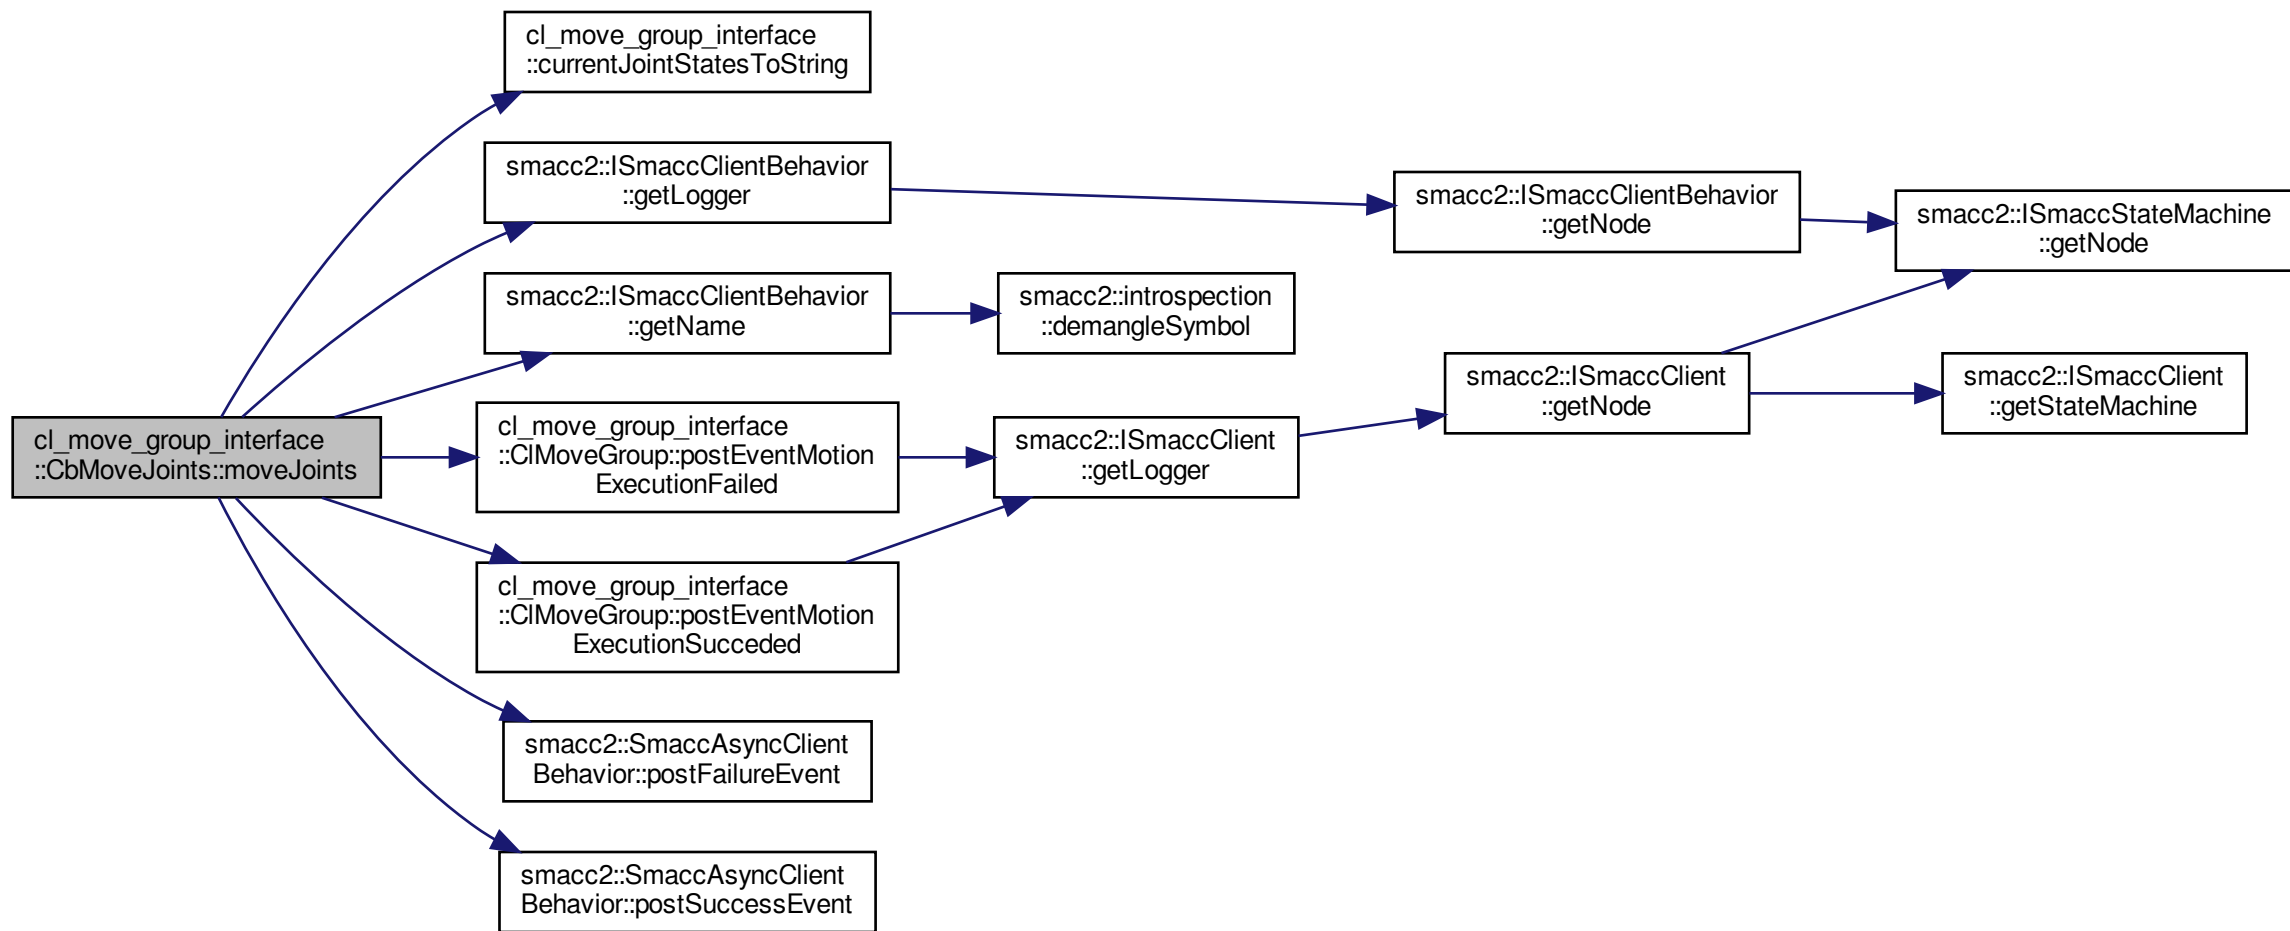 cl_move_group_interface
::CbMoveJoints::moveJoints
cl_move_group_interface
::currentJointStatesToString
smacc2::ISmaccClientBehavior
::getLogger
smacc2::ISmaccClientBehavior
::getName
cl_move_group_interface
::ClMoveGroup::postEventMotion
ExecutionFailed
cl_move_group_interface
::ClMoveGroup::postEventMotion
ExecutionSucceded
smacc2::SmaccAsyncClient
Behavior::postFailureEvent
smacc2::SmaccAsyncClient
Behavior::postSuccessEvent
smacc2::introspection
::demangleSymbol
smacc2::ISmaccClient
::getLogger
smacc2::ISmaccClientBehavior
::getNode
smacc2::ISmaccClient
::getNode
smacc2::ISmaccStateMachine
::getNode
smacc2::ISmaccClient
::getStateMachine